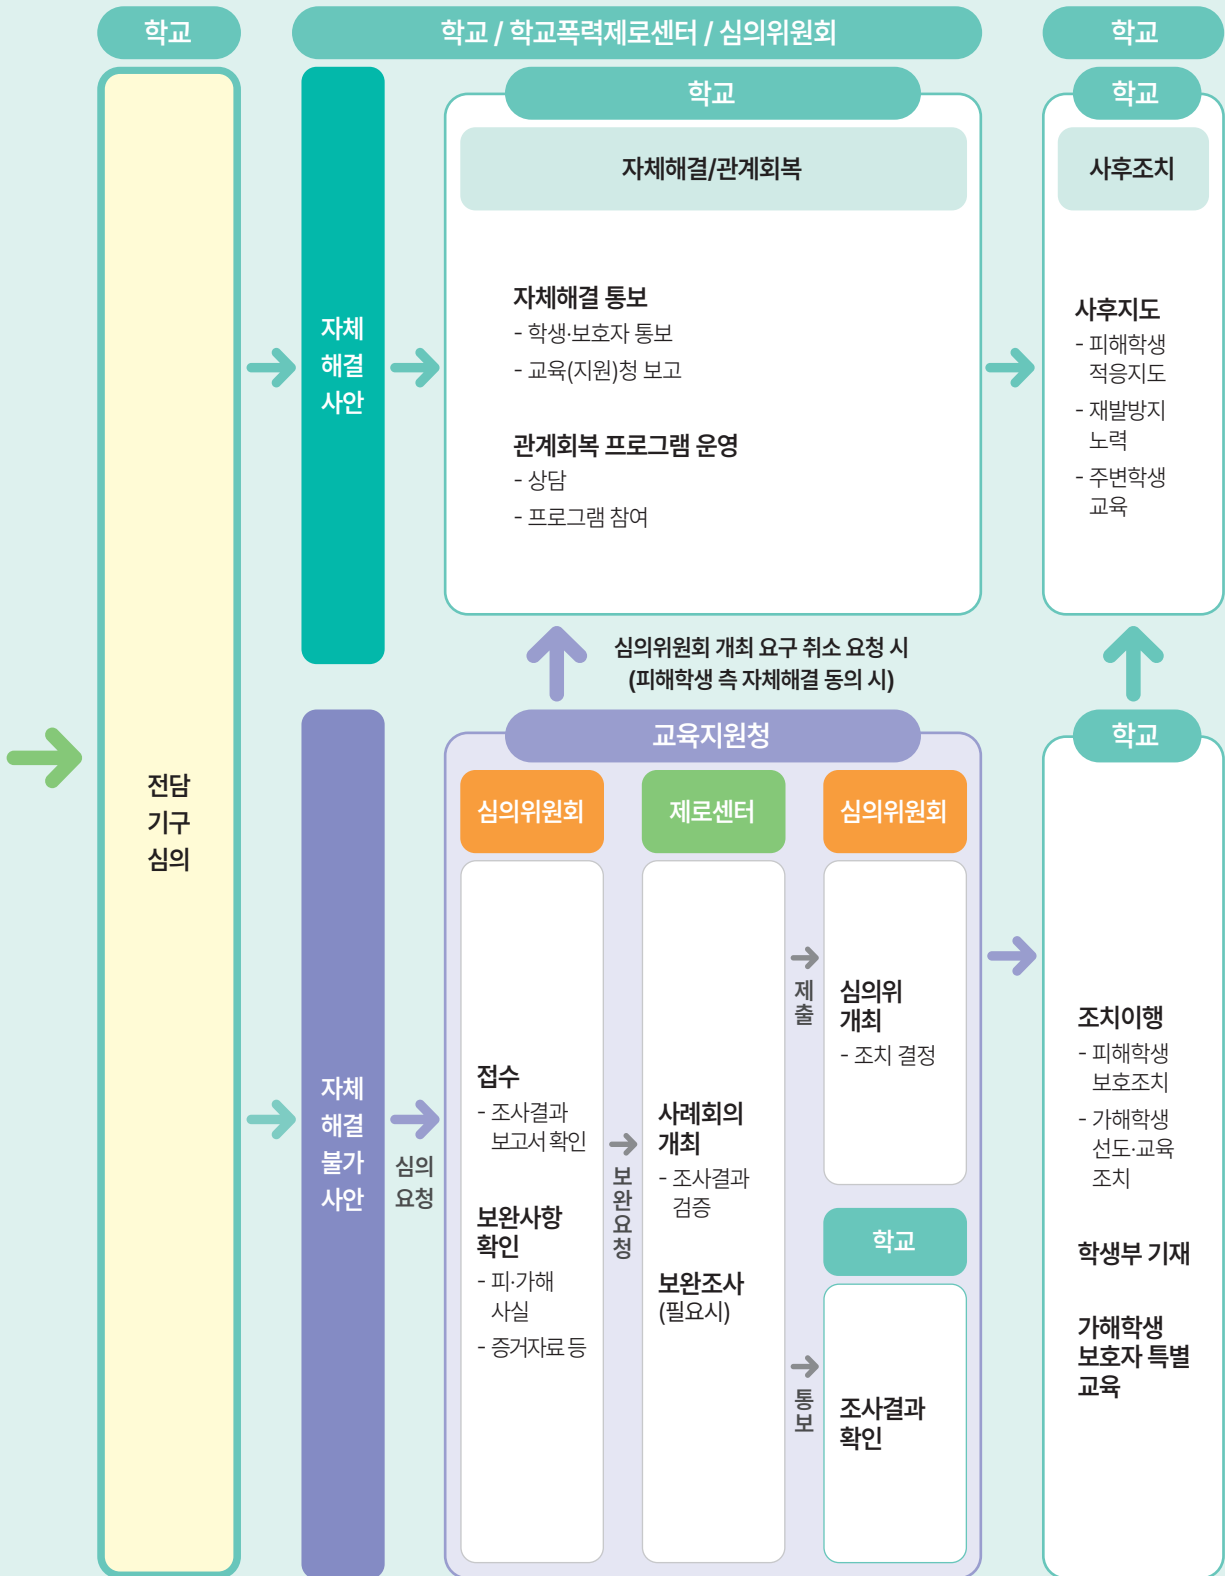 학교
학교 / 학교폭력제로센터 / 심의위원회
학교
전담
기구
심의
자체
해결
사안
학교
자체해결/관계회복
자체해결 통보
- 학생·보호자 통보
- 교육(지원)청 보고
관계회복 프로그램 운영
- 상담
- 프로그램 참여
학교
사후조치
사후지도
- 피해학생
적응지도
- 재발방지
노력
- 주변학생
교육
심의위원회 개최 요구 취소 요청 시
(피해학생 측 자체해결 동의 시)
자체
해결
불가
사안
심의
요청
교육지원청
심의위원회
접수
- 조사결과
보고서 확인
보완사항
확인
- 피·가해
사실
- 증거자료 등
보완요청
제로센터
사례회의
개최
- 조사결과
검증
보완조사
(필요시)
제출
심의위원회
심의위
개최
- 조치 결정
통보
학교
조사결과
확인
학교
조치이행
- 피해학생
보호조치
- 가해학생
선도·교육
조치
학생부 기재
가해학생
보호자 특별
교육